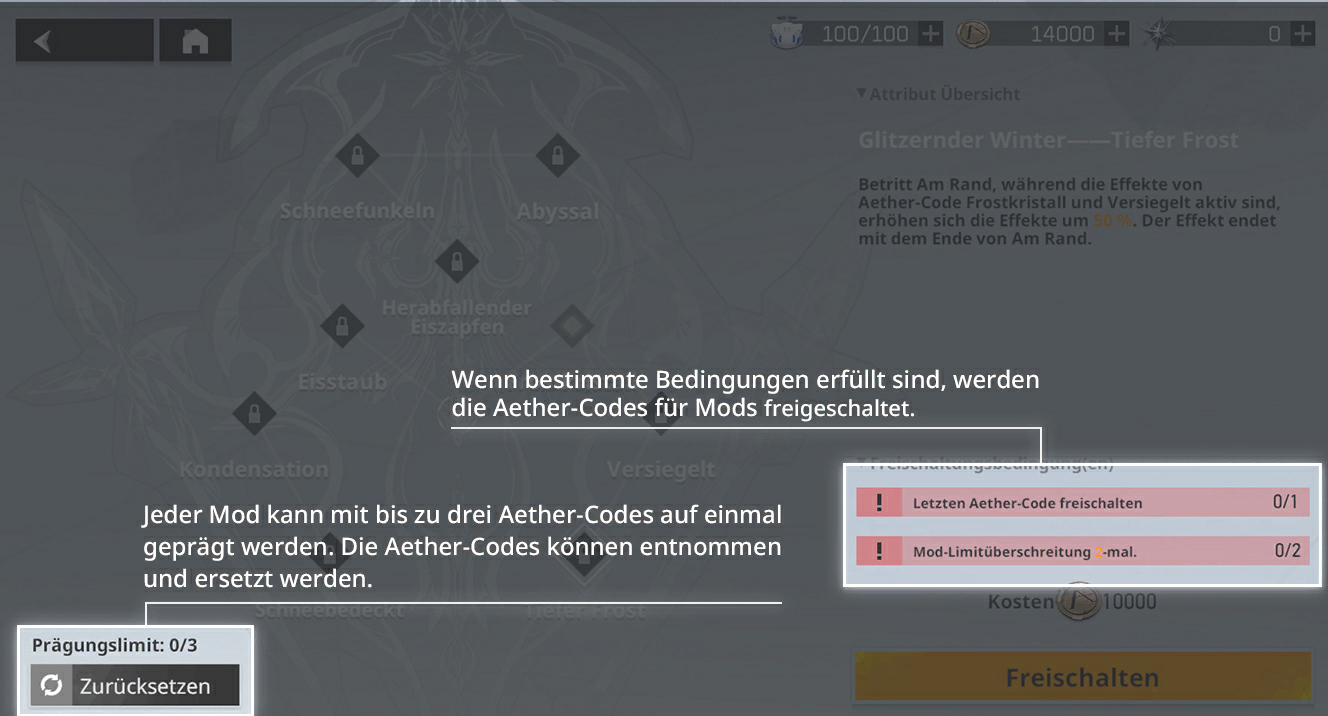 100/100
14000
0
▼Attribut Übersicht
Glitzernder Winter——Tiefer Frost
Betritt Am Rand, während die Effekte von
Aether-Code Frostkristall und Versiegelt aktiv sind,
erhöhen sich die Effekte um 50 %. Der Effekt endet
mit dem Ende von Am Rand.
Schneefunkeln
Abyssal
Herabfallender
Eiszapfen
Eisstaub
Wenn bestimmte Bedingungen erfüllt sind, werden
die Aether-Codes für Mods freigeschaltet.
Kondensation
Versiegelt
▼Freischaltungsbedingung(en)
! Letzten Aether-Code freischalten 0/1
! Mod-Limitüberschreitung 2-mal. 0/2
Jeder Mod kann mit bis zu drei Aether-Codes auf einmal
geprägt werden. Die Aether-Codes können entnommen
und ersetzt werden.
Schneebedeckt
Tiefer Frost
Kosten 10000
Prägungslimit: 0/3
Zurücksetzen
Freischalten